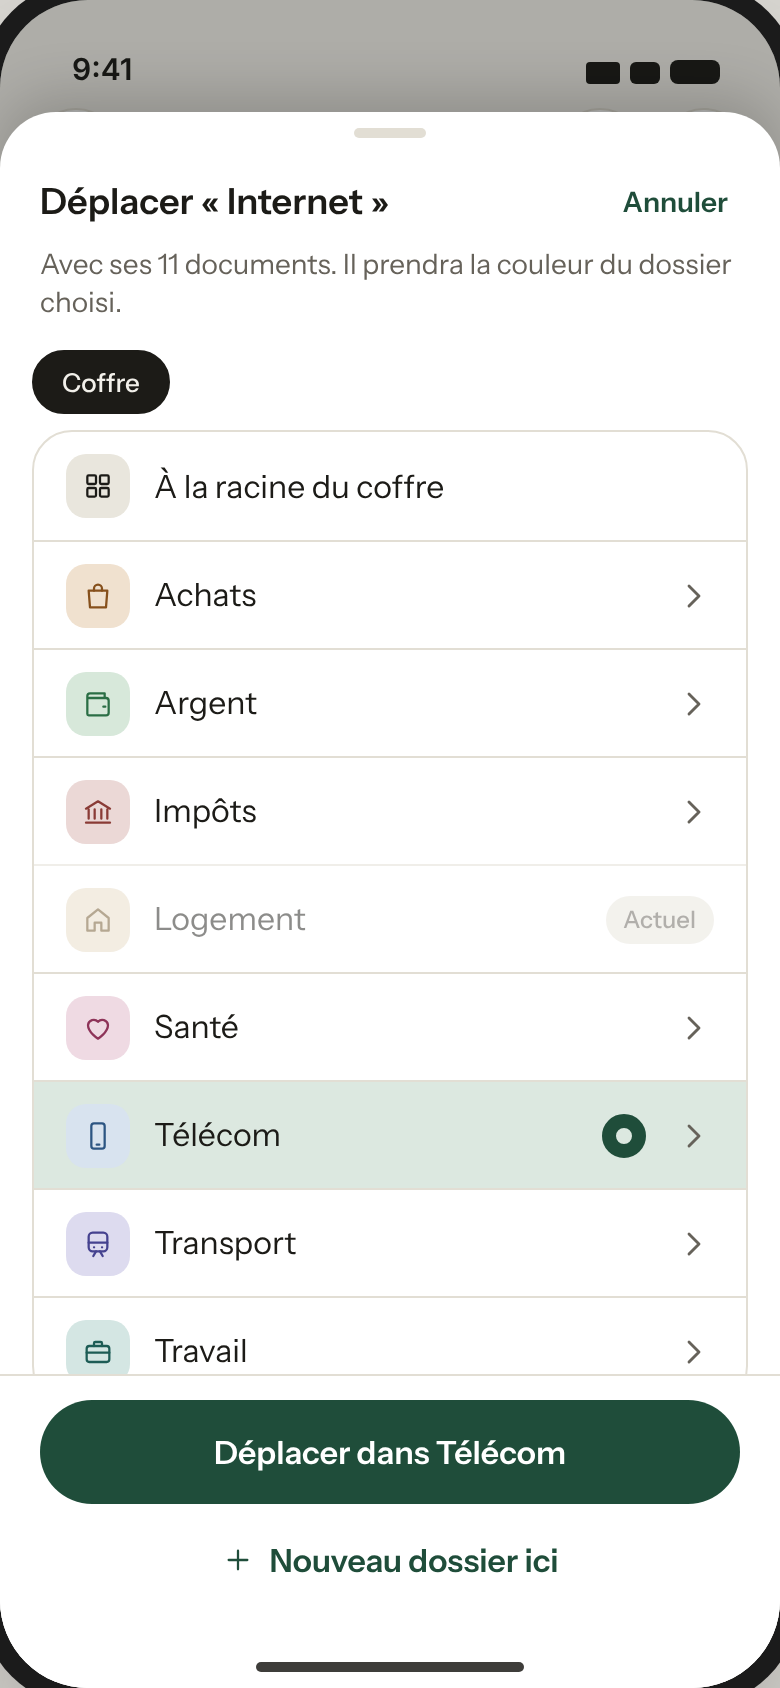 9:41
Déplacer « Internet »
Annuler
Avec ses 11 documents. Il prendra la couleur du dossier
choisi.
Coffre
À la racine du coffre
Achats
Argent
Impôts
Logement
Actuel
Santé
Télécom
Transport
Travail
Déplacer dans Télécom
+ Nouveau dossier ici